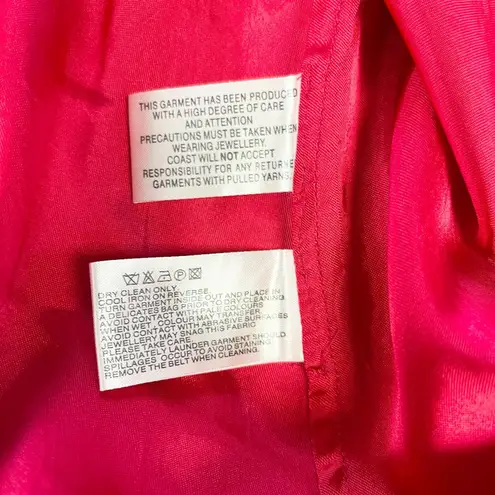 THIS GARMENT HAS BEEN PRODUCED
WITH A HIGH DEGREE OF CARE
AND ATTENTION
PRECAUTIONS MUST BE TAKEN WHEN
WEARING JEWELLERY.
COAST WILL NOT ACCEPT
RESPONSIBILITY FOR ANY RETURNE
GARMENTS WITH PULLED YARNS.
DRY CLEAN ONLY.
COOL IRON ON REVERSE.
TURN GARMENT INSIDE OUT AND PLACE IN
A DELICATES BAG PRIOR TO DRY CLEANING.
AVOID CONTACT WITH PALE COLOURS
WHEN WET, COLOUR MAY TRANSFER.
AVOID CONTACT WITH ABRASIVE SURFACES
JEWELLERY MAY SNAG THIS FABRIC
PLEASE TAKE CARE.
IMMEDIATELY LAUNDER GARMENT SHOULD
SPILLAGES OCCUR TO AVOID STAINING
REMOVE THE BELT WHEN CLEANING.